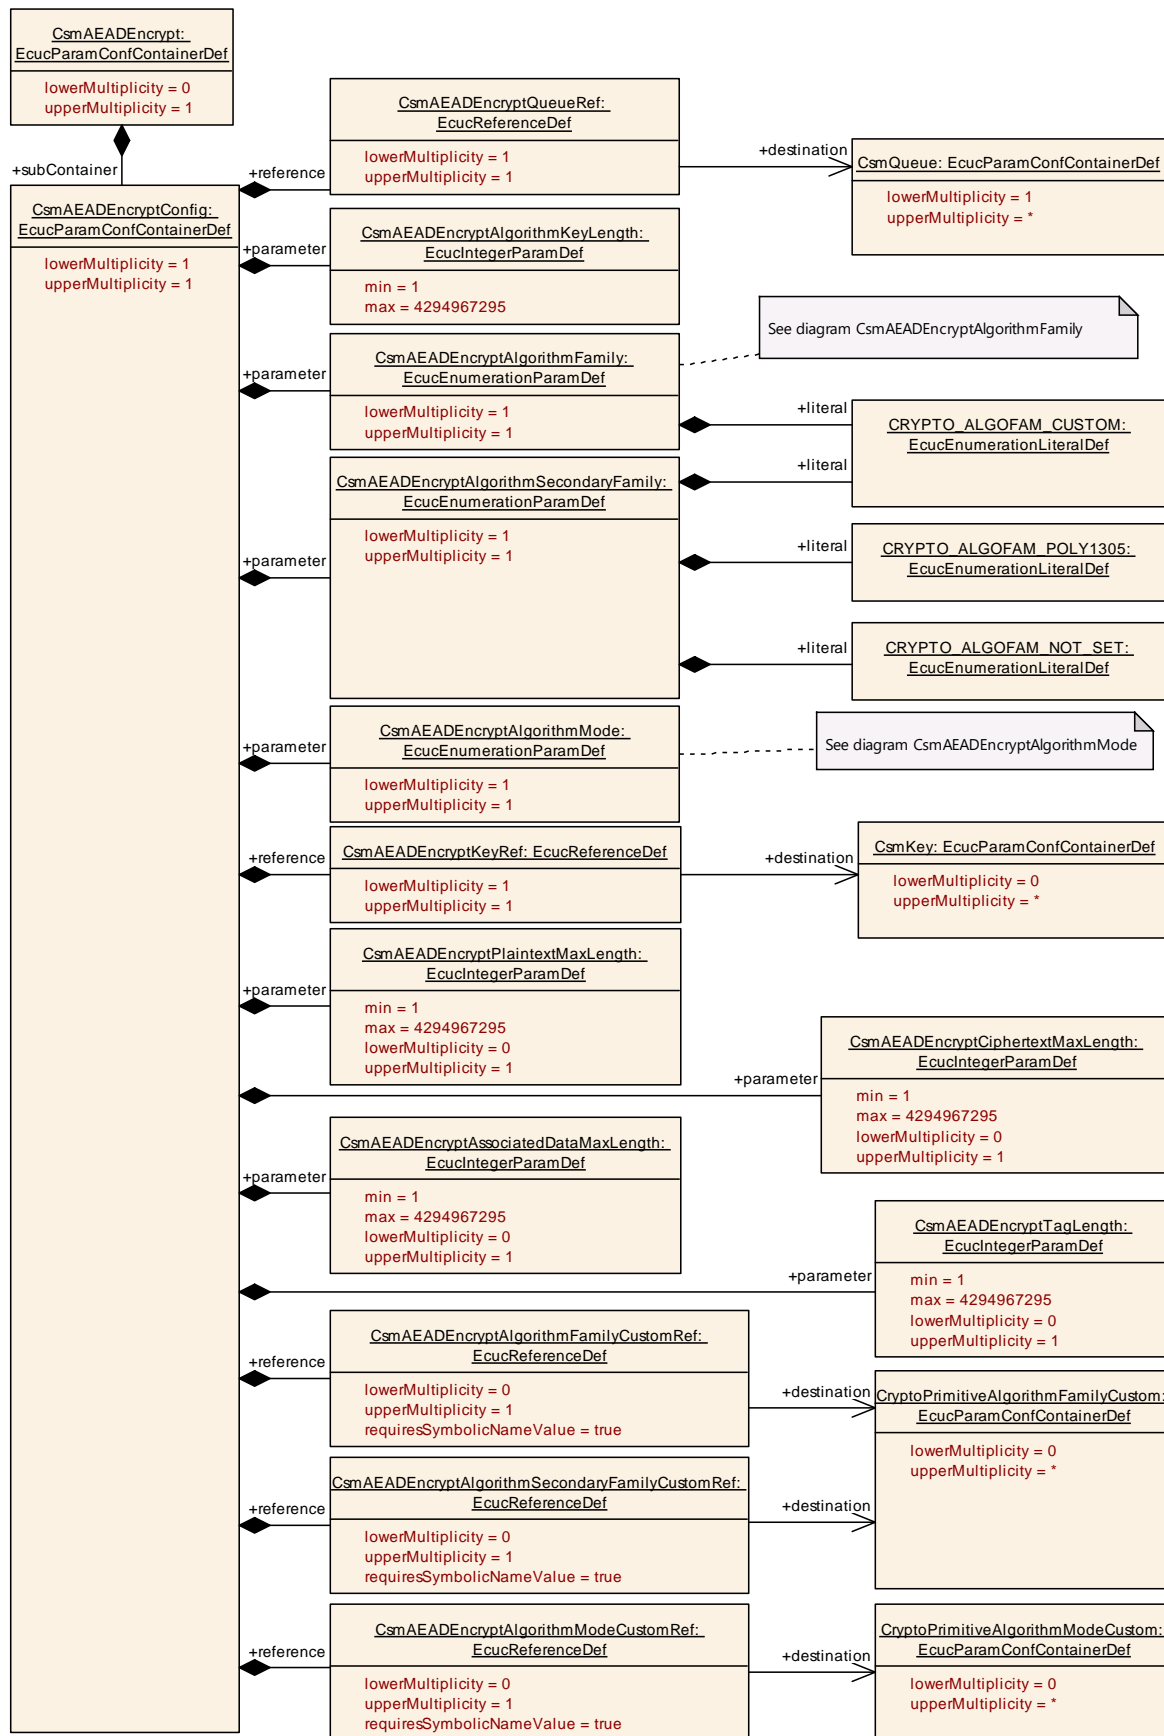 CsmAEADEncrypt:
EcucParamConfContainerDef
lowerMultiplicity = 0
upperMultiplicity = 1
+subContainer
CsmAEADEncryptConfig:
EcucParamConfContainerDef
lowerMultiplicity = 1
upperMultiplicity = 1
+reference
CsmAEADEncryptQueueRef:
EcucReferenceDef
lowerMultiplicity = 1
upperMultiplicity = 1
+destination
CsmQueue: EcucParamConfContainerDef
lowerMultiplicity = 1
upperMultiplicity = *
+parameter
CsmAEADEncryptAlgorithmKeyLength:
EcucIntegerParamDef
min = 1
max = 4294967295
See diagram CsmAEADEncryptAlgorithmFamily
+parameter
CsmAEADEncryptAlgorithmFamily:
EcucEnumerationParamDef
lowerMultiplicity = 1
upperMultiplicity = 1
+literal
CRYPTO_ALGOFAM_CUSTOM:
EcucEnumerationLiteralDef
+literal
+parameter
CsmAEADEncryptAlgorithmSecondaryFamily:
EcucEnumerationParamDef
lowerMultiplicity = 1
upperMultiplicity = 1
+literal
CRYPTO_ALGOFAM_POLY1305:
EcucEnumerationLiteralDef
+literal
CRYPTO_ALGOFAM_NOT_SET:
EcucEnumerationLiteralDef
+parameter
CsmAEADEncryptAlgorithmMode:
EcucEnumerationParamDef
lowerMultiplicity = 1
upperMultiplicity = 1
See diagram CsmAEADEncryptAlgorithmMode
+reference
CsmAEADEncryptKeyRef: EcucReferenceDef
lowerMultiplicity = 1
upperMultiplicity = 1
+destination
CsmKey: EcucParamConfContainerDef
lowerMultiplicity = 0
upperMultiplicity = *
+parameter
CsmAEADEncryptPlaintextMaxLength:
EcucIntegerParamDef
min = 1
max = 4294967295
lowerMultiplicity = 0
upperMultiplicity = 1
+parameter
CsmAEADEncryptCiphertextMaxLength:
EcucIntegerParamDef
min = 1
max = 4294967295
lowerMultiplicity = 0
upperMultiplicity = 1
+parameter
CsmAEADEncryptAssociatedDataMaxLength:
EcucIntegerParamDef
min = 1
max = 4294967295
lowerMultiplicity = 0
upperMultiplicity = 1
+parameter
CsmAEADEncryptTagLength:
EcucIntegerParamDef
min = 1
max = 4294967295
lowerMultiplicity = 0
upperMultiplicity = 1
+reference
CsmAEADEncryptAlgorithmFamilyCustomRef:
EcucReferenceDef
lowerMultiplicity = 0
upperMultiplicity = 1
requiresSymbolicNameValue = true
+destination
CryptoPrimitiveAlgorithmFamilyCustom:
EcucParamConfContainerDef
lowerMultiplicity = 0
upperMultiplicity = *
+reference
CsmAEADEncryptAlgorithmSecondaryFamilyCustomRef:
EcucReferenceDef
lowerMultiplicity = 0
upperMultiplicity = 1
requiresSymbolicNameValue = true
+destination
+reference
CsmAEADEncryptAlgorithmModeCustomRef:
EcucReferenceDef
lowerMultiplicity = 0
upperMultiplicity = 1
requiresSymbolicNameValue = true
+destination
CryptoPrimitiveAlgorithmModeCustom:
EcucParamConfContainerDef
lowerMultiplicity = 0
upperMultiplicity = *